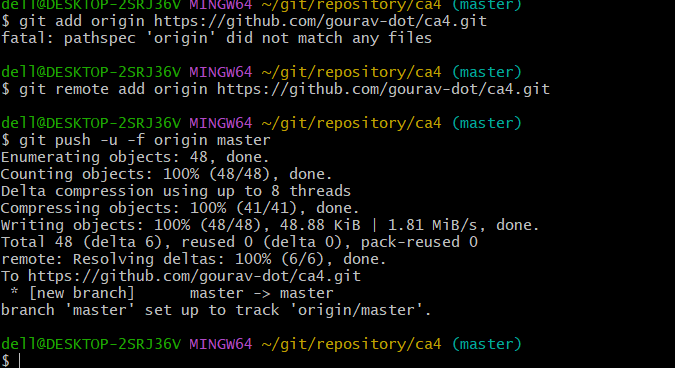 dell@DESKTOP-2SRJ36V MINGW64 ~/git/repository/ca4 (master)
$ git add origin https://github.com/gourav-dot/ca4.git
fatal: pathspec 'origin' did not match any files
dell@DESKTOP-2SRJ36V MINGW64 ~/git/repository/ca4 (master)
$ git remote add origin https://github.com/gourav-dot/ca4.git
dell@DESKTOP-2SRJ36V MINGW64 ~/git/repository/ca4 (master)
$ git push -u -f origin master
Enumerating objects: 48, done.
Counting objects: 100% (48/48), done.
Delta compression using up to 8 threads
Compressing objects: 100% (41/41), done.
Writing objects: 100% (48/48), 48.88 KiB | 1.81 MiB/s, done.
Total 48 (delta 6), reused 0 (delta 0), pack-reused 0
remote: Resolving deltas: 100% (6/6), done.
To https://github.com/gourav-dot/ca4.git
 * [new branch]      master -> master
branch 'master' set up to track 'origin/master'.
dell@DESKTOP-2SRJ36V MINGW64 ~/git/repository/ca4 (master)
$